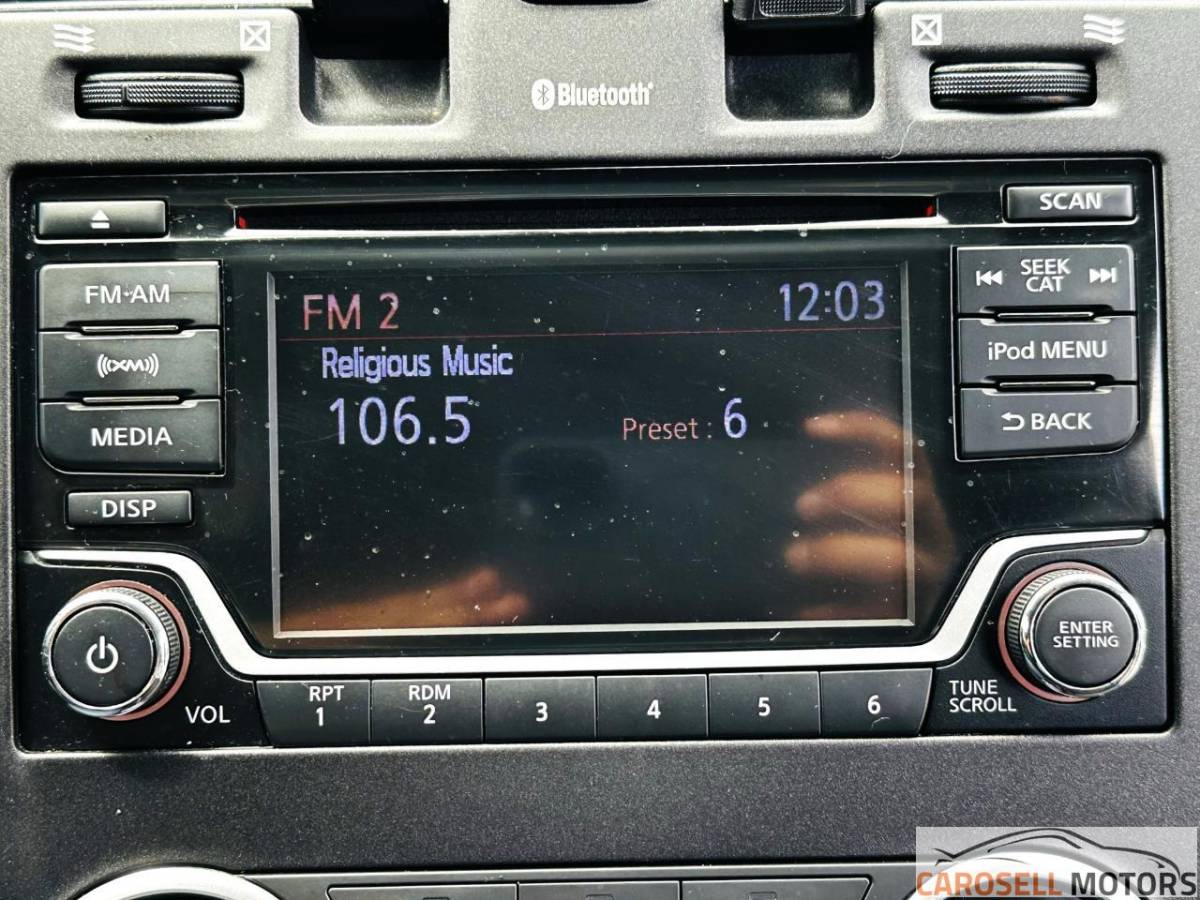 Bluetooth
SCAN
FM·AM
SEEK
CAT
FM 2
12:03
Religious Music
((XM))
iPod MENU
106.5
Preset : 6
MEDIA
BACK
DISP
ENTER
SETTING
VOL
RPT
1
RDM
2
3
4
5
6
TUNE
SCROLL
CAROSELL MOTORS